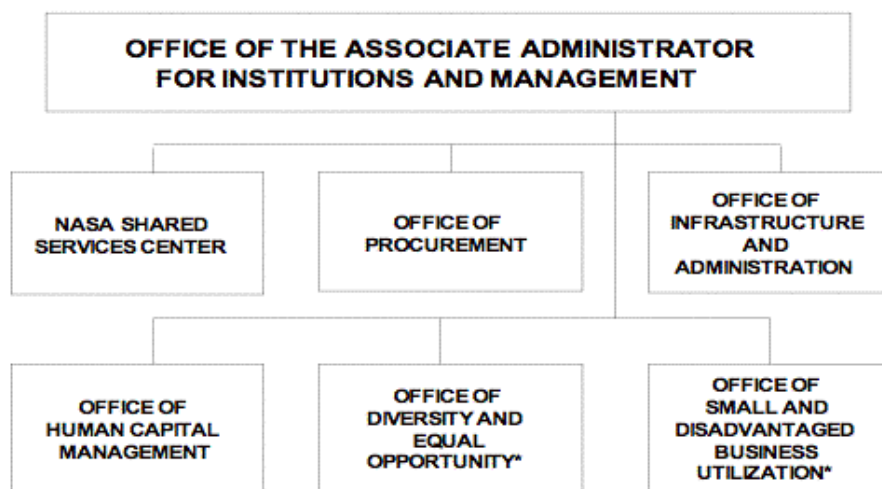 OFFICE OF THE ASSOCIATE ADMINISTRATOR
FOR INSTITUTIONS AND MANAGEMENT
NASA SHARED
SERVICES CENTER
OFFICE OF
PROCUREMENT
OFFICE OF
INFRASTRUCTURE
AND
ADMINISTRATION
OFFICE OF
HUMAN CAPITAL
MANAGEMENT
OFFICE OF
DIVERSITY AND
EQUAL
OPPORTUNITY*
OFFICE OF
SMALL AND
DISADVANTAGED
BUSINESS
UTILIZATION*